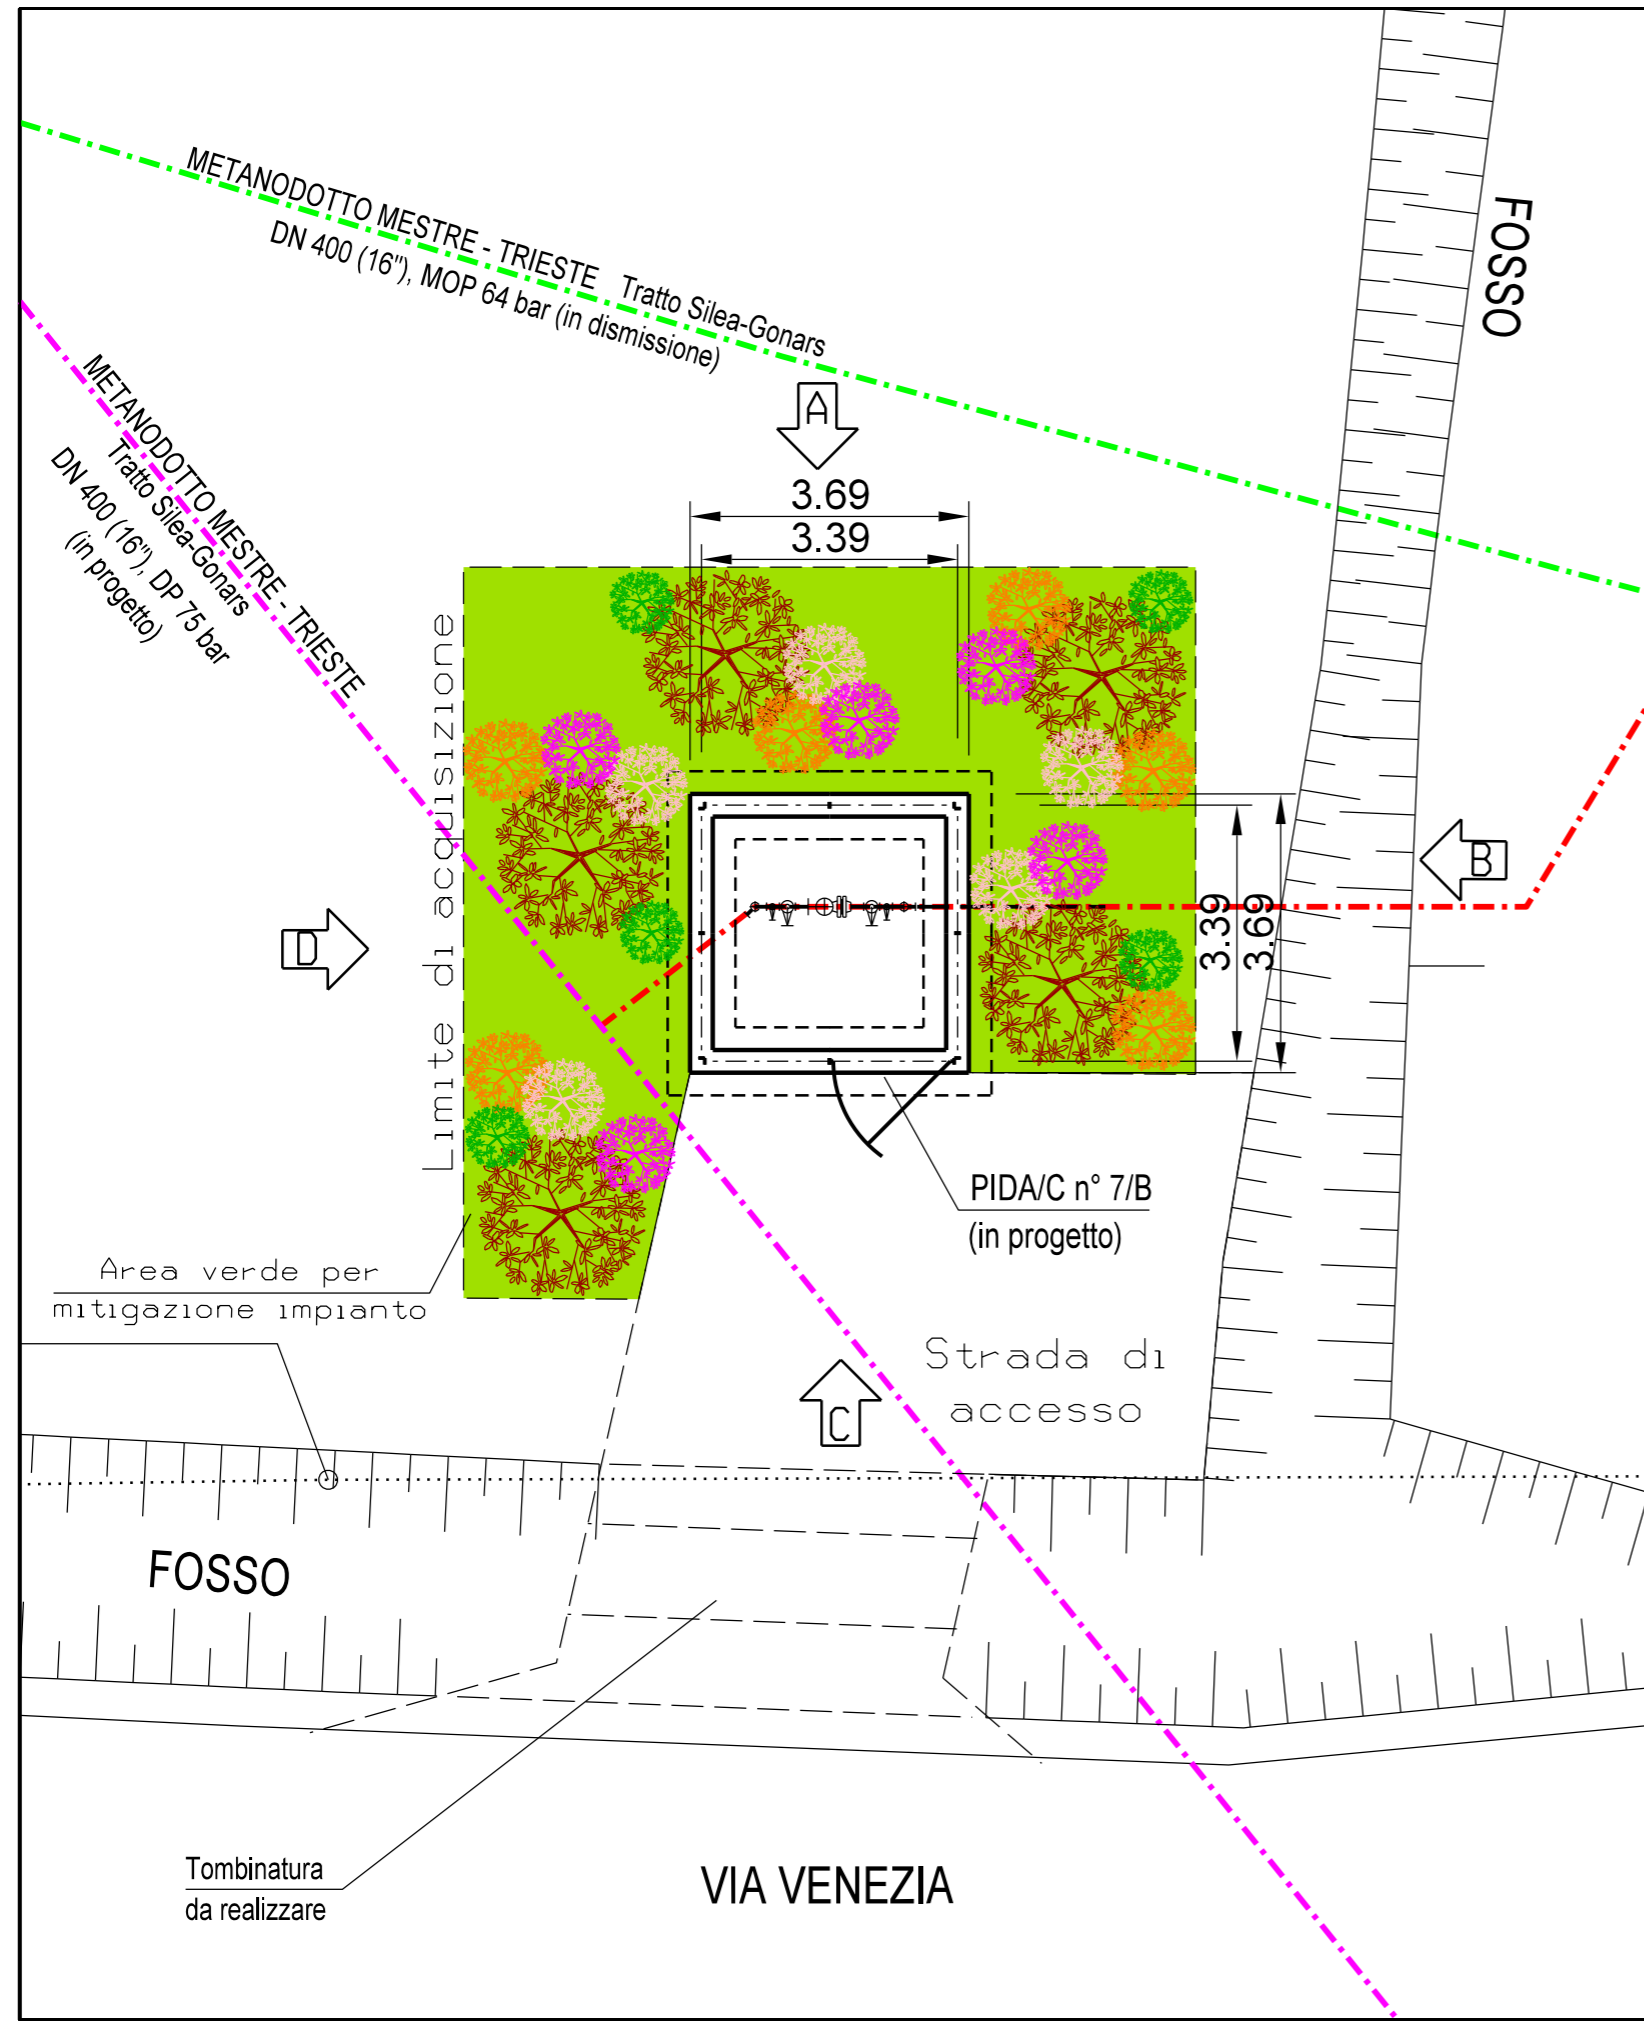 METANODOTTO MESTRE - TRIESTE Tratto Silea-Gonars
DN 400 (16"), MOP 64 bar (in dismissione)
FOSSO
METANODOTTO MESTRE - TRIESTE
Tratto Silea-Gonars
DN 400 (16"), DP 75 bar
(in progetto)
A
3.69
3.39
Limite di acquisizione
B
3.39
3.69
D
PIDA/C n° 7/B
(in progetto)
Area verde per
mitigazione impianto
Strada di
accesso
C
FOSSO
Tombinatura
da realizzare
VIA VENEZIA